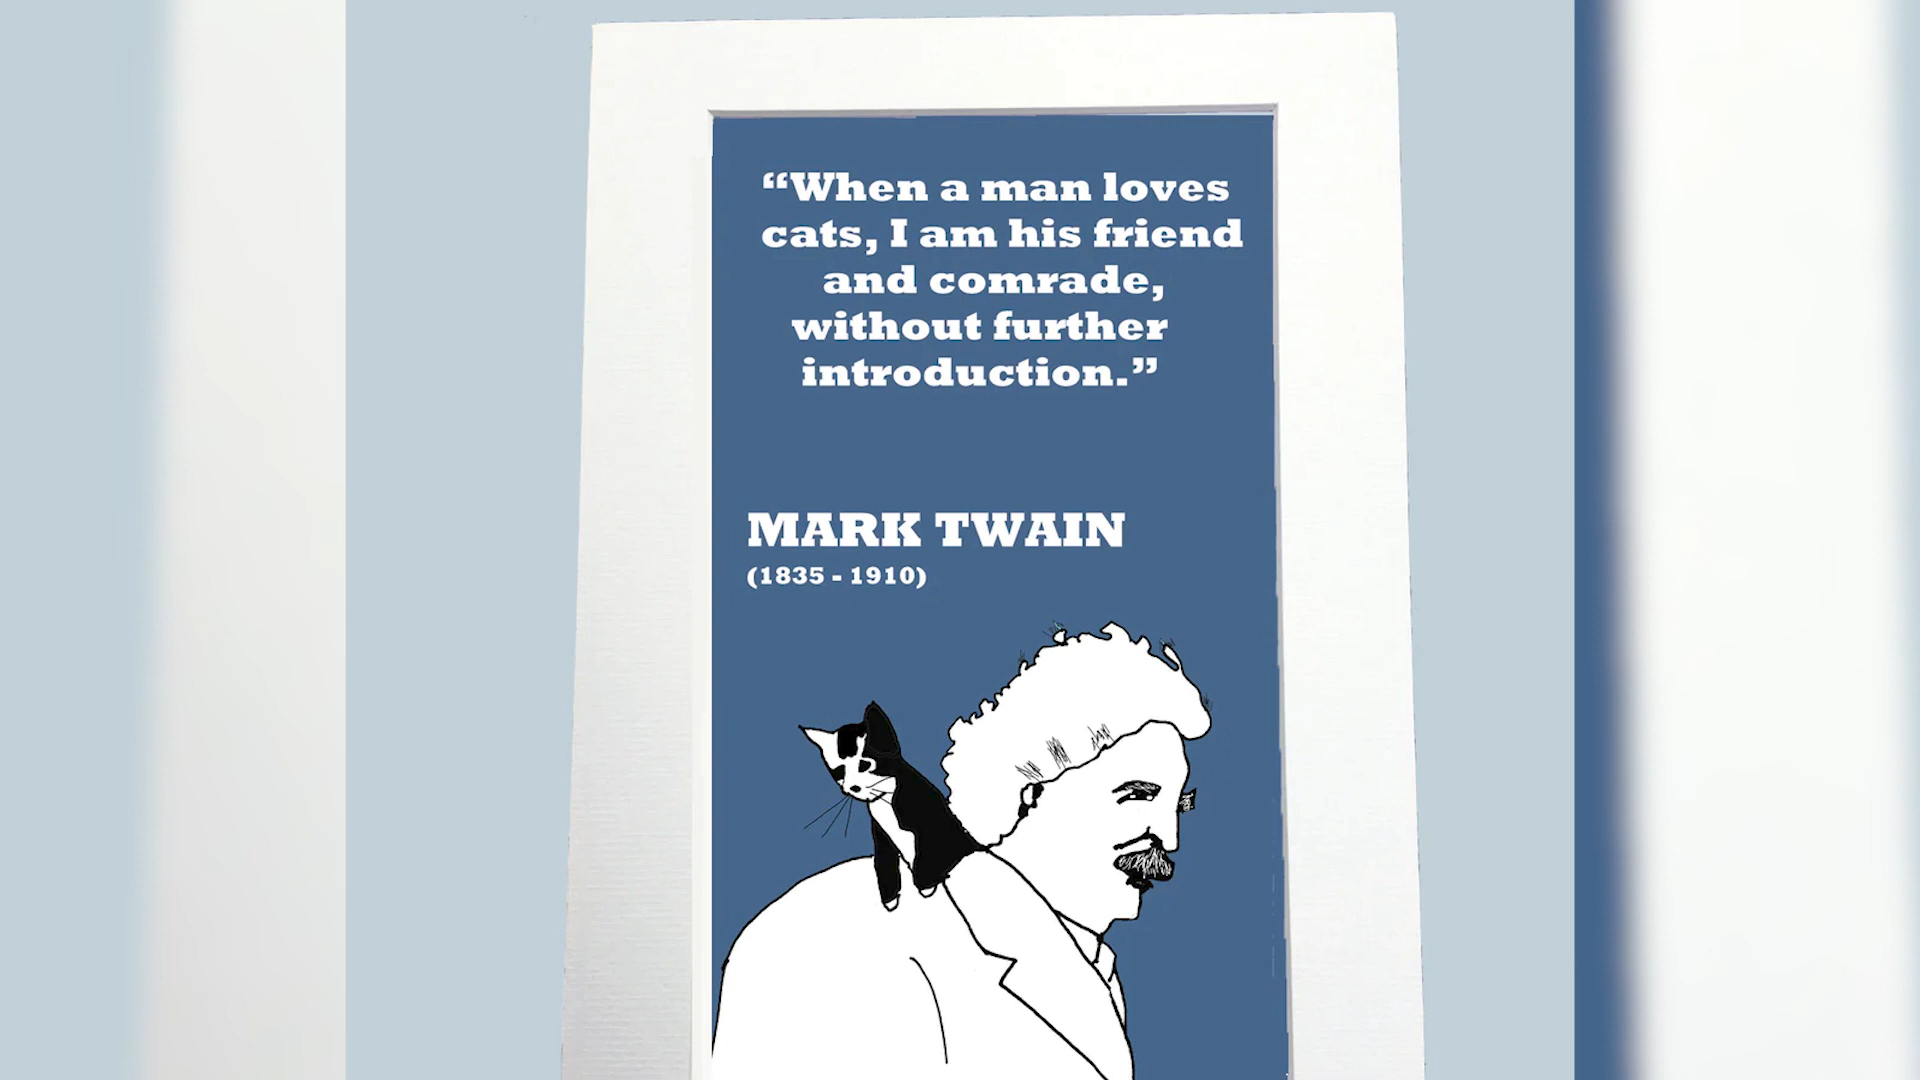 “When a man loves
cats, I am his friend
and comrade,
without further
introduction.”
MARK TWAIN
(1835 - 1910)